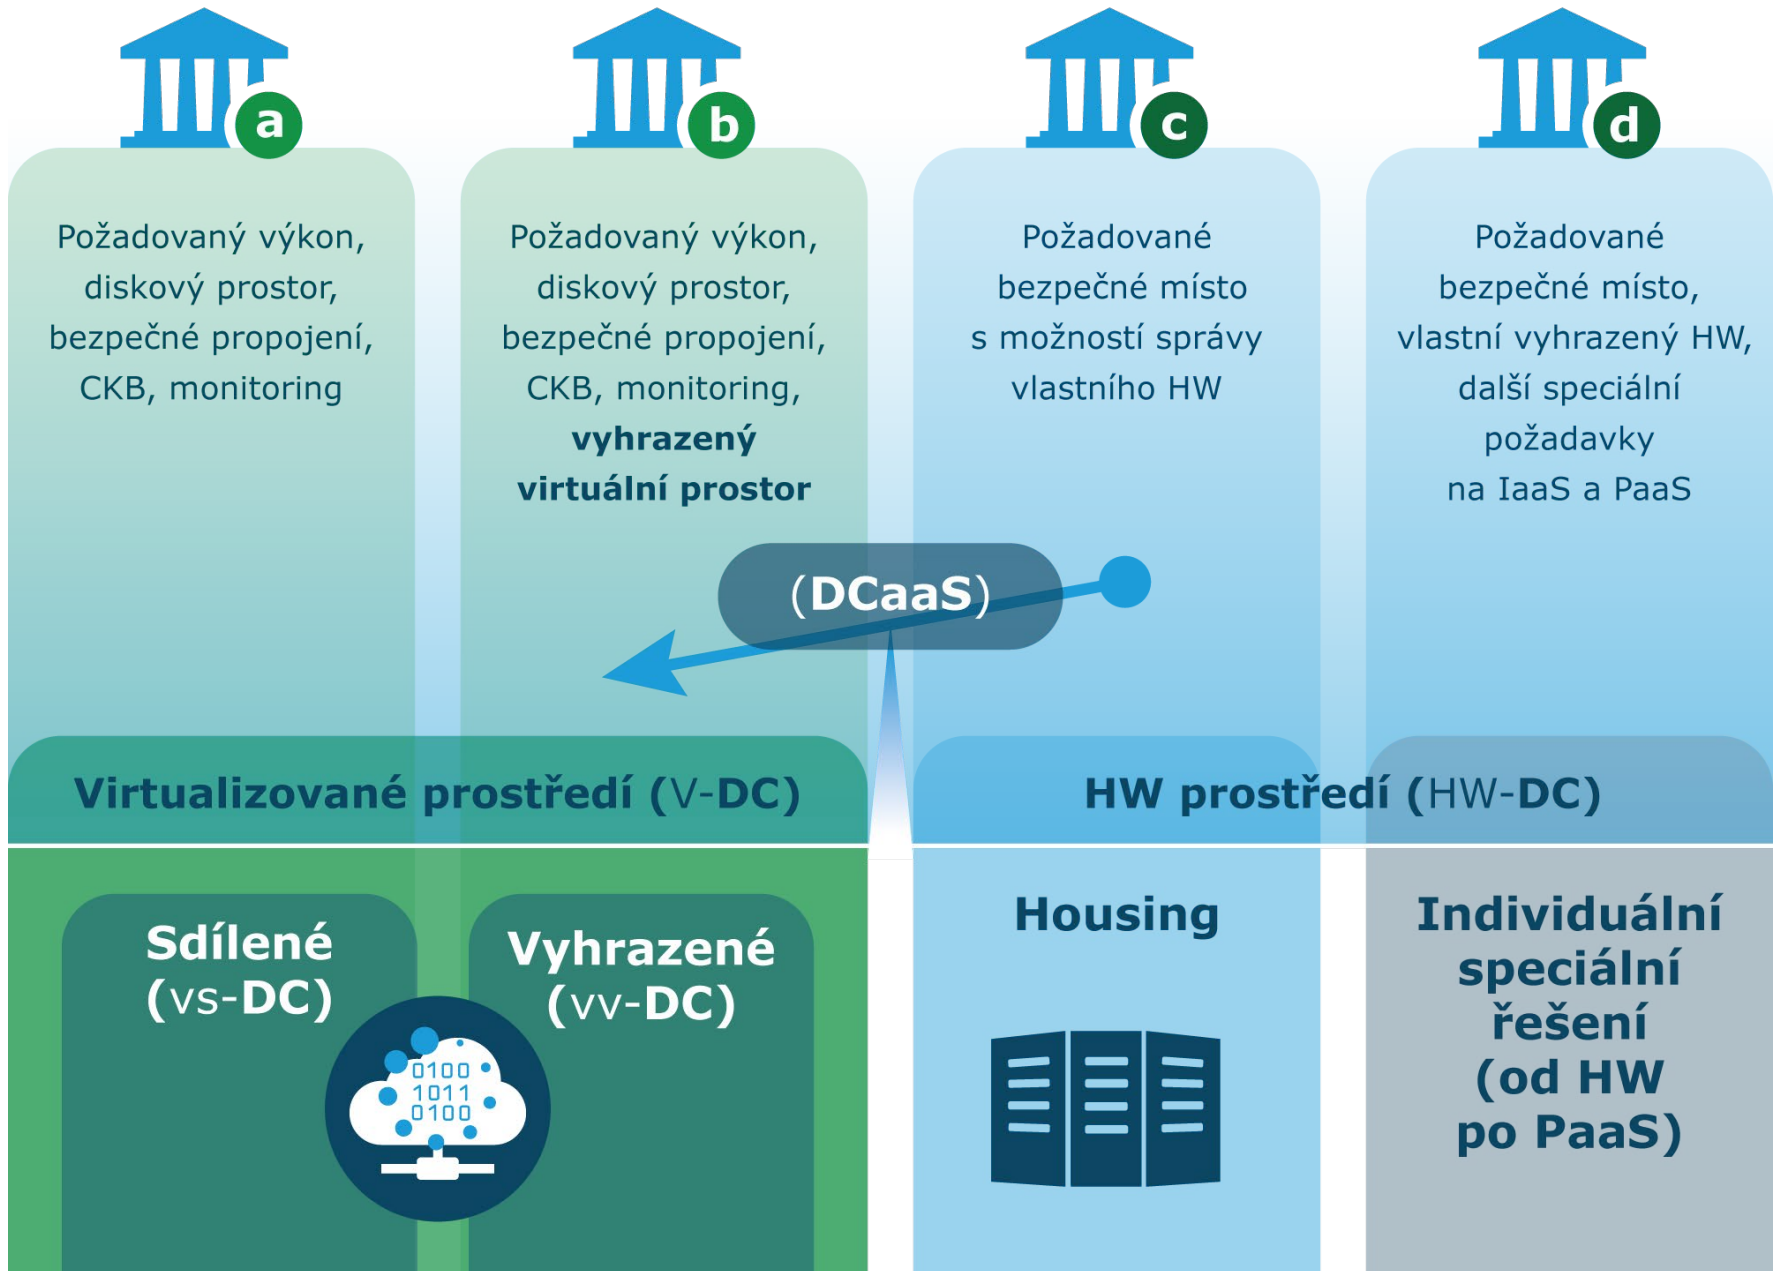 a
Požadovaný výkon,
diskový prostor,
bezpečné propojení,
CKB, monitoring
b
Požadovaný výkon,
diskový prostor,
bezpečné propojení,
CKB, monitoring,
vyhrazený
virtuální prostor
c
Požadované
bezpečné místo
s možností správy
vlastního HW
d
Požadované
bezpečné místo,
vlastní vyhrazený HW,
další speciální
požadavky
na IaaS a PaaS
(DCaaS)
Virtualizované prostředí (V-DC)
HW prostředí (HW-DC)
Sdílené
(vs-DC)
Vyhrazené
(vv-DC)
0100
1011
0100
Housing
Individuální
speciální
řešení
(od HW
po PaaS)